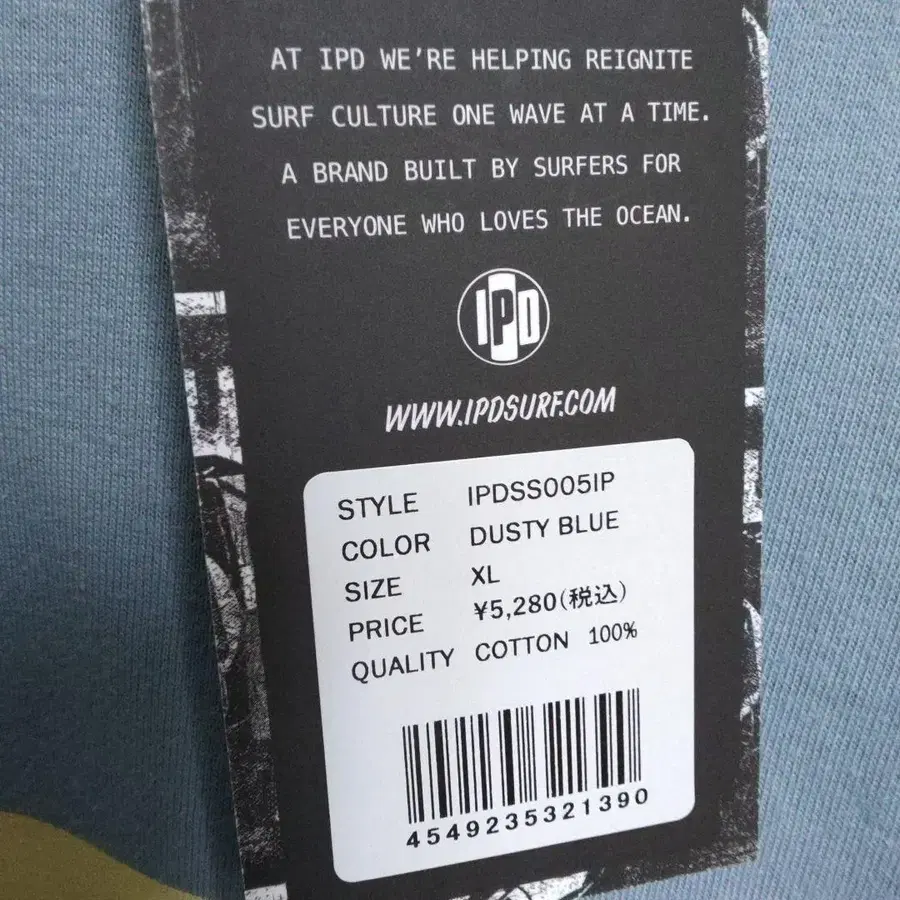 AT IPD WE'RE HELPING REIGNITE
SURF CULTURE ONE WAVE AT A TIME.
A BRAND BUILT BY SURFERS FOR
EVERYONE WHO LOVES THE OCEAN.
IPD
WWW.IPDSURF.COM
STYLE IPDSS005IP
COLOR DUSTY BLUE
SIZE XL
PRICE ¥5,280(税込)
QUALITY COTTON 100%
4549235321390